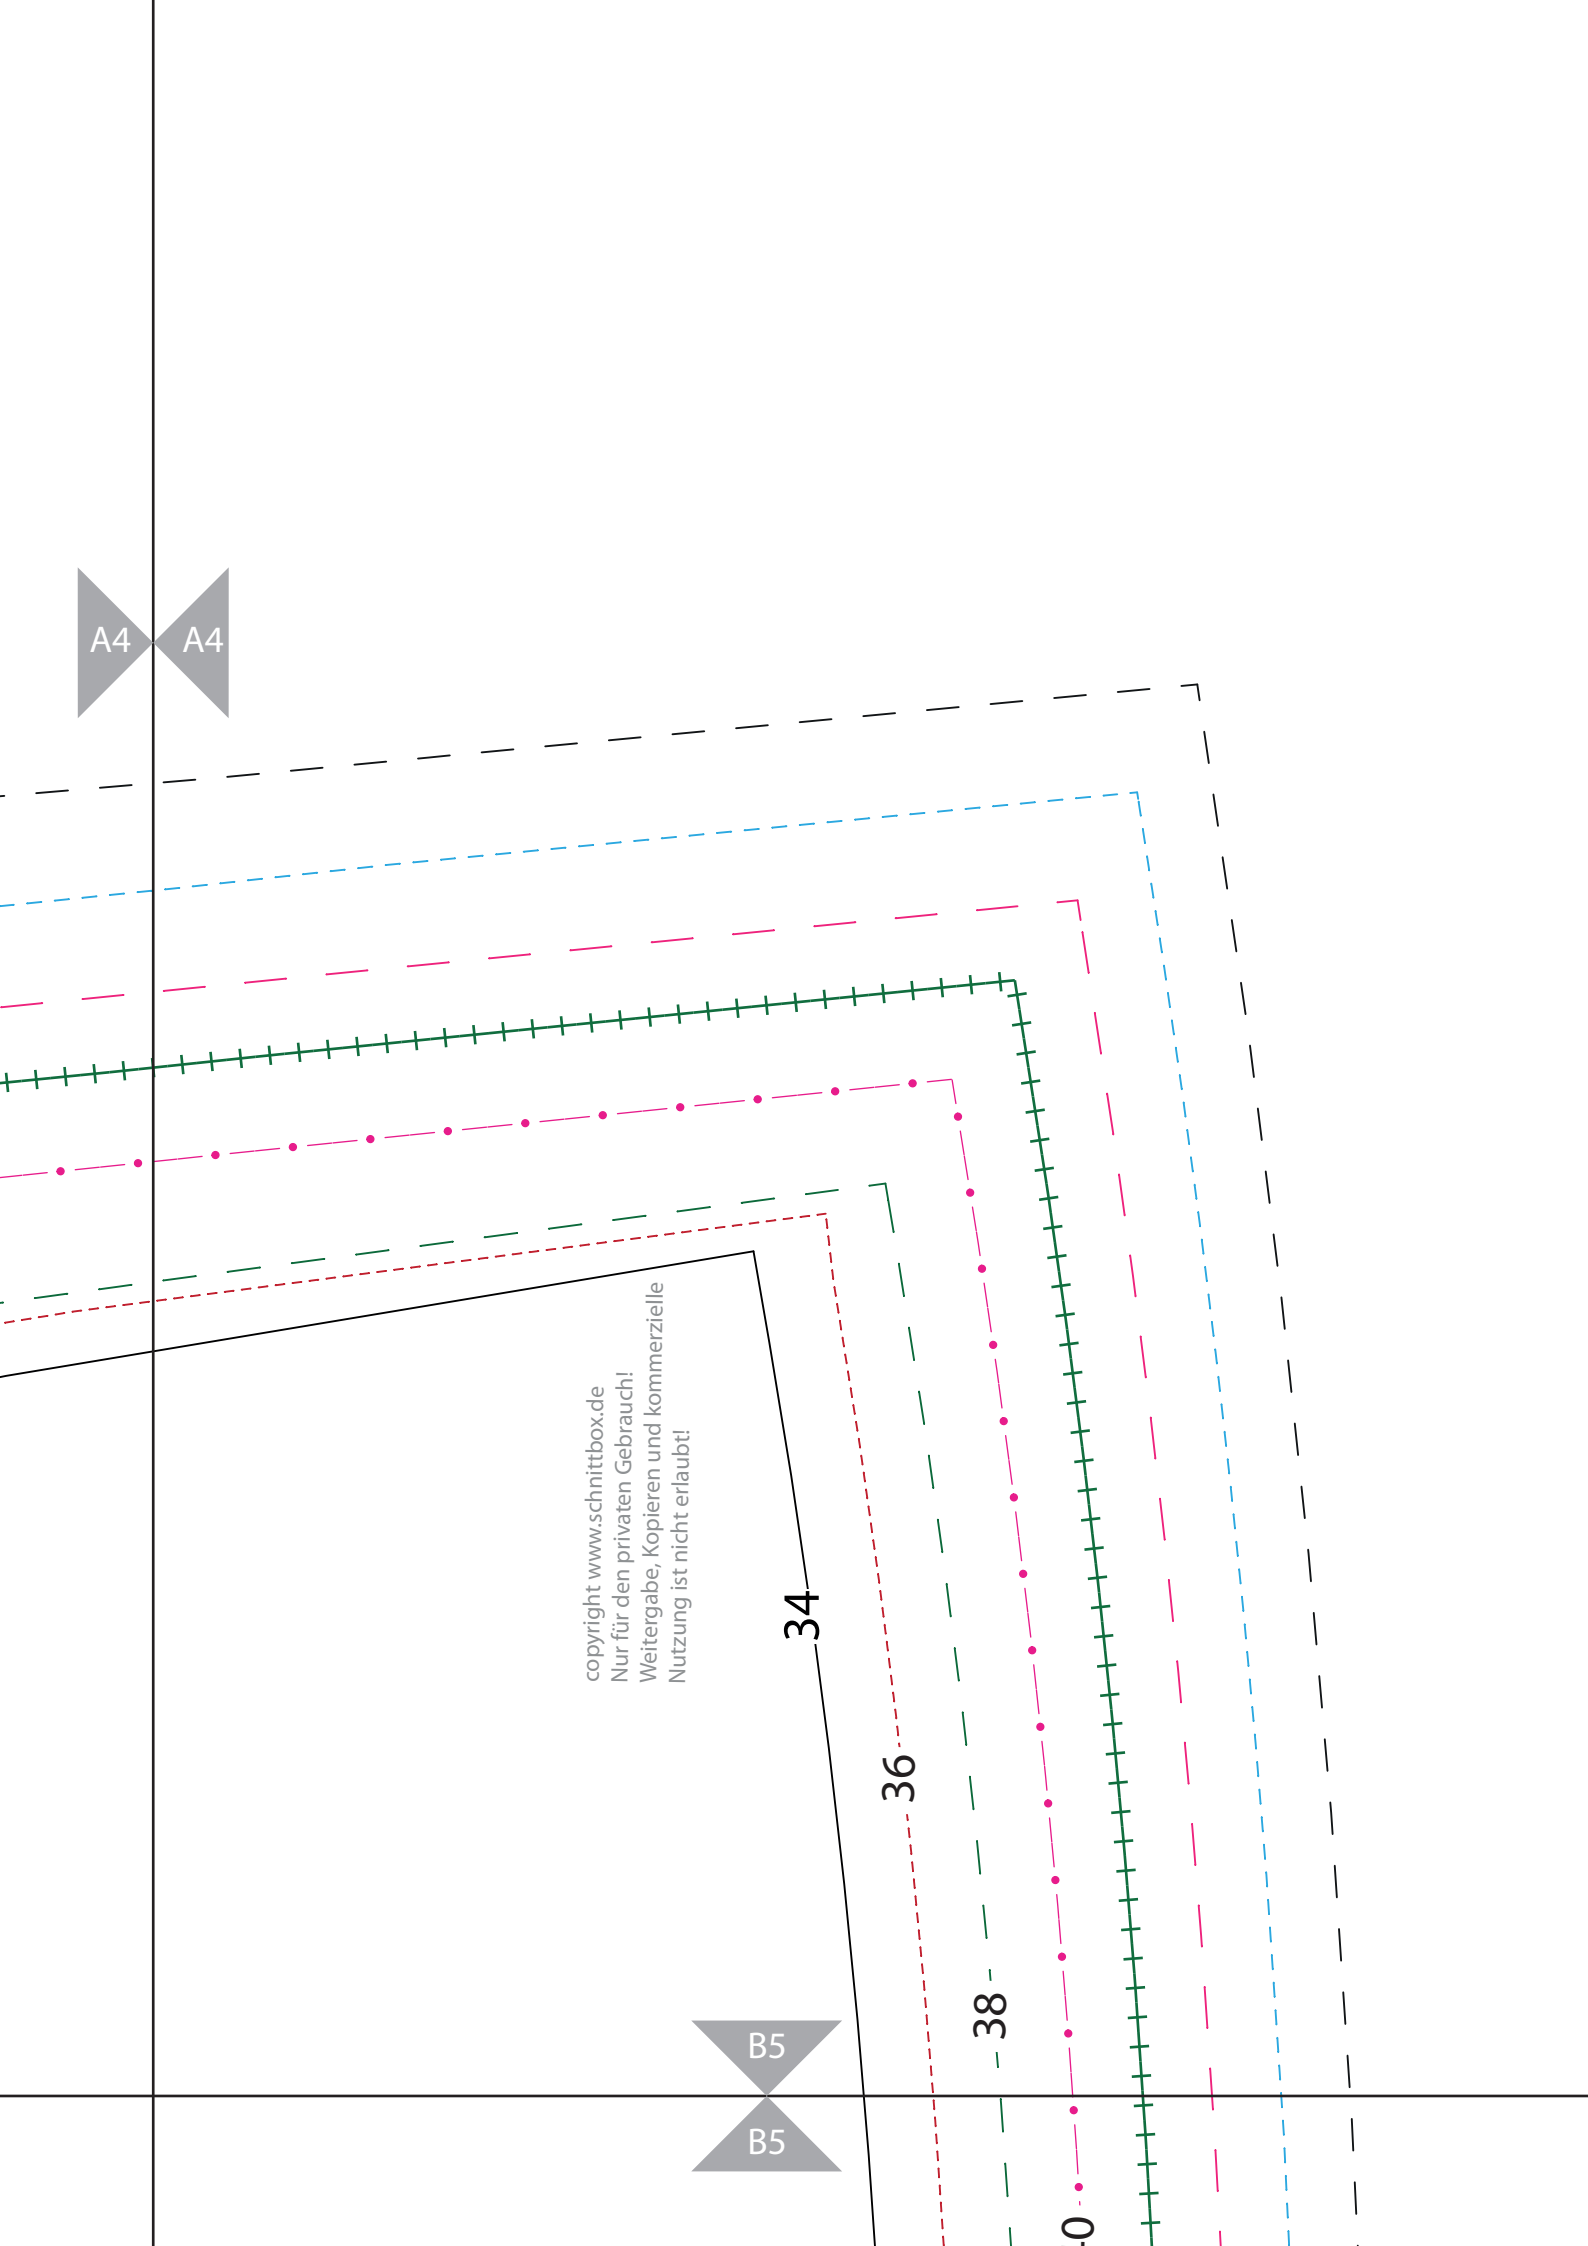 A4 A4
copyright www.schnittbox.de
Nur für den privaten Gebrauch!
Weitergabe, Kopieren und kommerzielle
Nutzung ist nicht erlaubt!
34
36
38
B5
B5